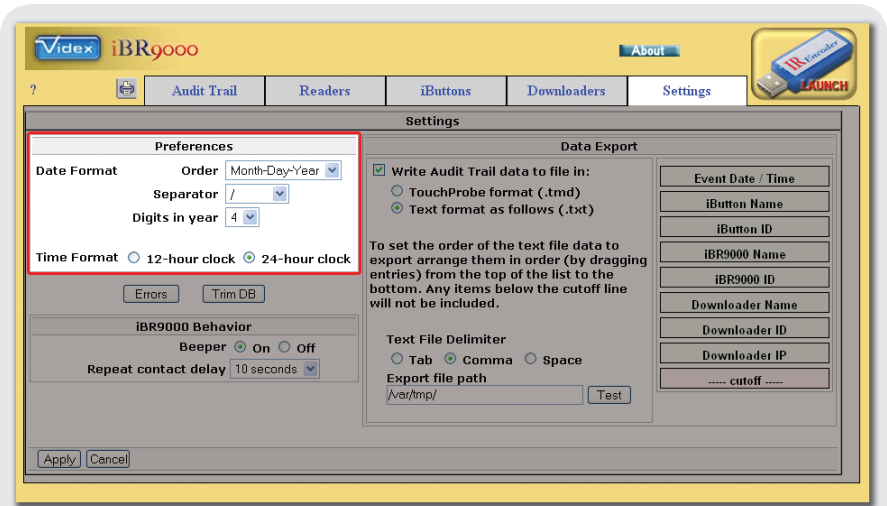 Videx iBR9000
About
IR Encoder
LAUNCH
?
Audit Trail
Readers
iButtons
Downloaders
Settings
Settings
Preferences
Date Format
Order Month-Day-Year
Separator /
Digits in year 4
Time Format 12-hour clock 24-hour clock
Errors
Trim DB
iBR9000 Behavior
Beeper On Off
Repeat contact delay 10 seconds
Data Export
Write Audit Trail data to file in:
TouchProbe format (.tmd)
Text format as follows (.txt)
To set the order of the text file data to
export arrange them in order (by dragging
entries) from the top of the list to the
bottom. Any items below the cutoff line
will not be included.
Text File Delimiter
Tab Comma Space
Export file path
/var/tmp/
Test
Event Date / Time
iButton Name
iButton ID
iBR9000 Name
iBR9000 ID
Downloader Name
Downloader ID
Downloader IP
----- cutoff -----
Apply
Cancel